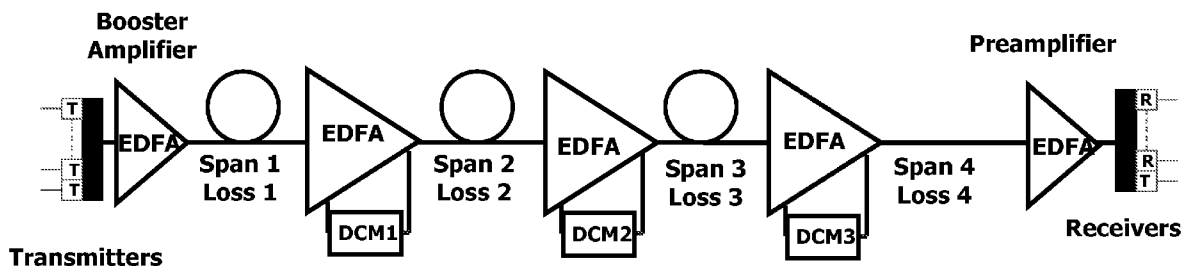 Booster
Amplifier
Preamplifier
T
T
T
EDFA
Span 1
Loss 1
EDFA
DCM1
Span 2
Loss 2
EDFA
DCM2
Span 3
Loss 3
EDFA
DCM3
Span 4
Loss 4
EDFA
R
R
T
Transmitters
Receivers